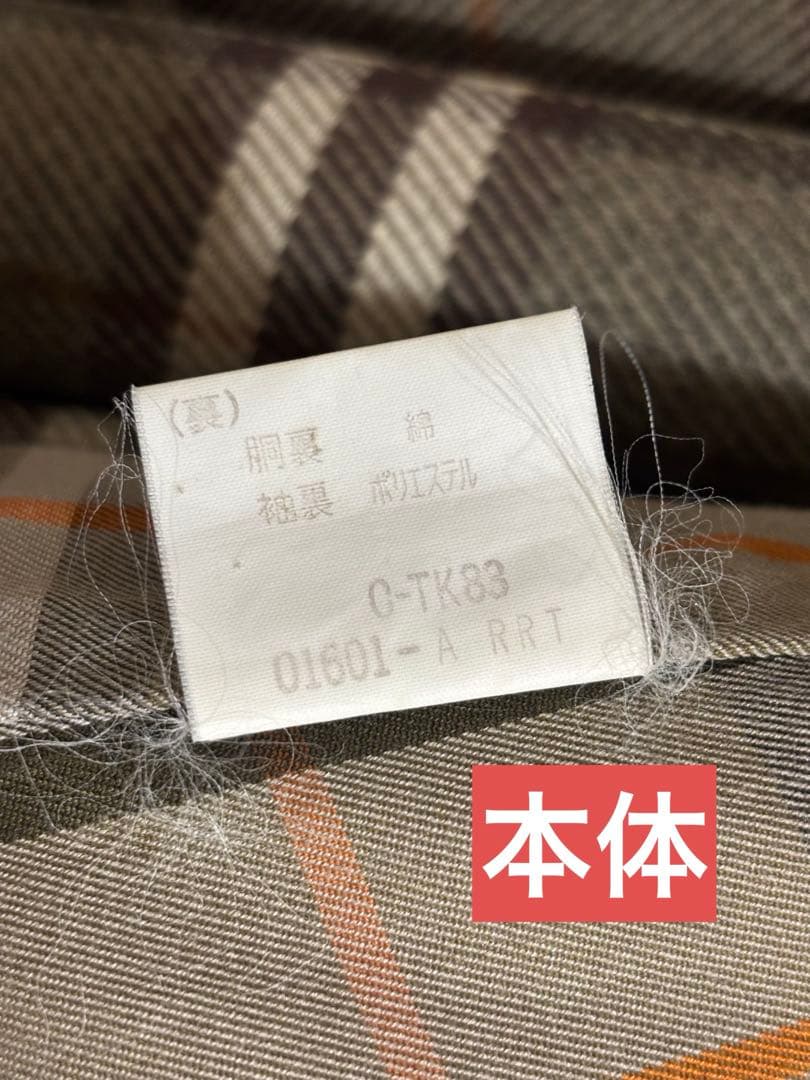 (裏)
胴裏 綿
袖裏 ポリエステル
C-TK83
01601-A RRT
本体